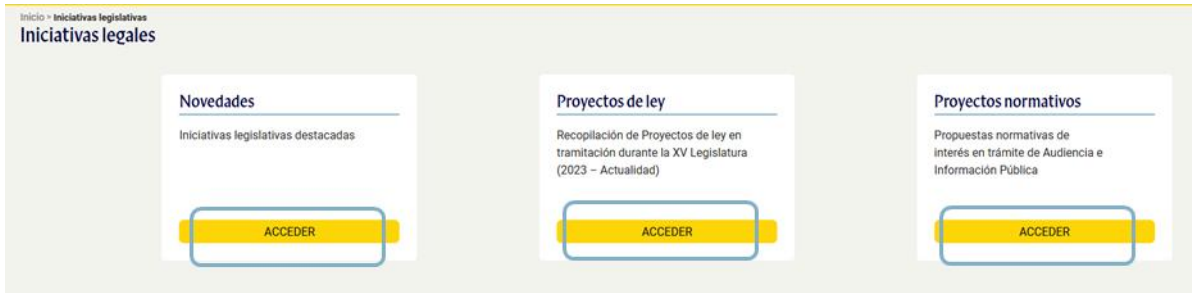 Inicio > Iniciativas legislativas
Iniciativas legales
Novedades
Iniciativas legislativas destacadas
ACCEDER
Proyectos de ley
Recopilación de Proyectos de ley en
tramitación durante la XV Legislatura
(2023 – Actualidad)
ACCEDER
Proyectos normativos
Propuestas normativas de
interés en trámite de Audiencia e
Información Pública
ACCEDER